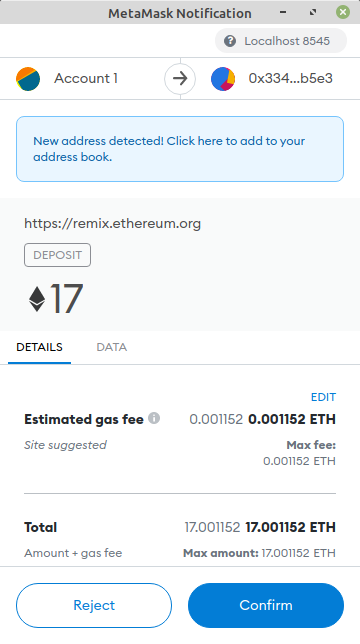 MetaMask Notification
Localhost 8545
Account 1
0x334...b5e3
New address detected! Click here to add to your
address book.
https://remix.ethereum.org
DEPOSIT
17
DETAILS
DATA
EDIT
Estimated gas fee 0.001152 0.001152 ETH
Site suggested Max fee:
0.001152 ETH
Total 17.001152 17.001152 ETH
Amount + gas fee Max amount: 17.001152 ETH
Reject
Confirm